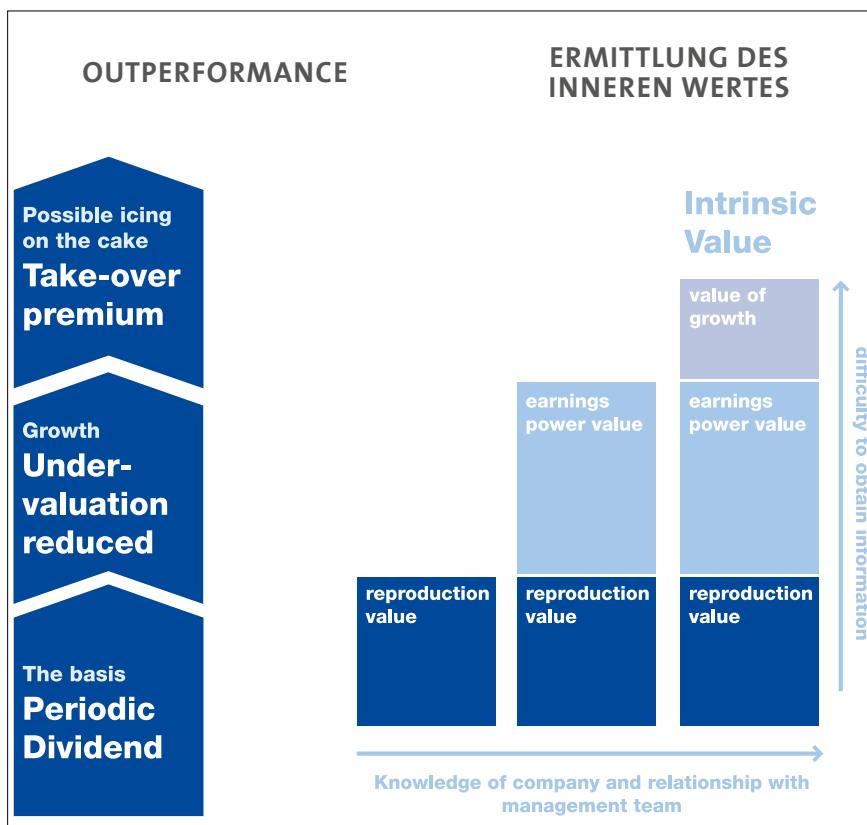 OUTPERFORMANCE
ERMITTLUNG DES
INNEREN WERTES
Possible icing
on the cake
Take-over
premium
Growth
Under-
valuation
reduced
The basis
Periodic
Dividend
Intrinsic
Value
value of
growth
earnings
power value
earnings
power value
reproduction
value
reproduction
value
reproduction
value
difficulty to obtain information
Knowledge of company and relationship with
management team